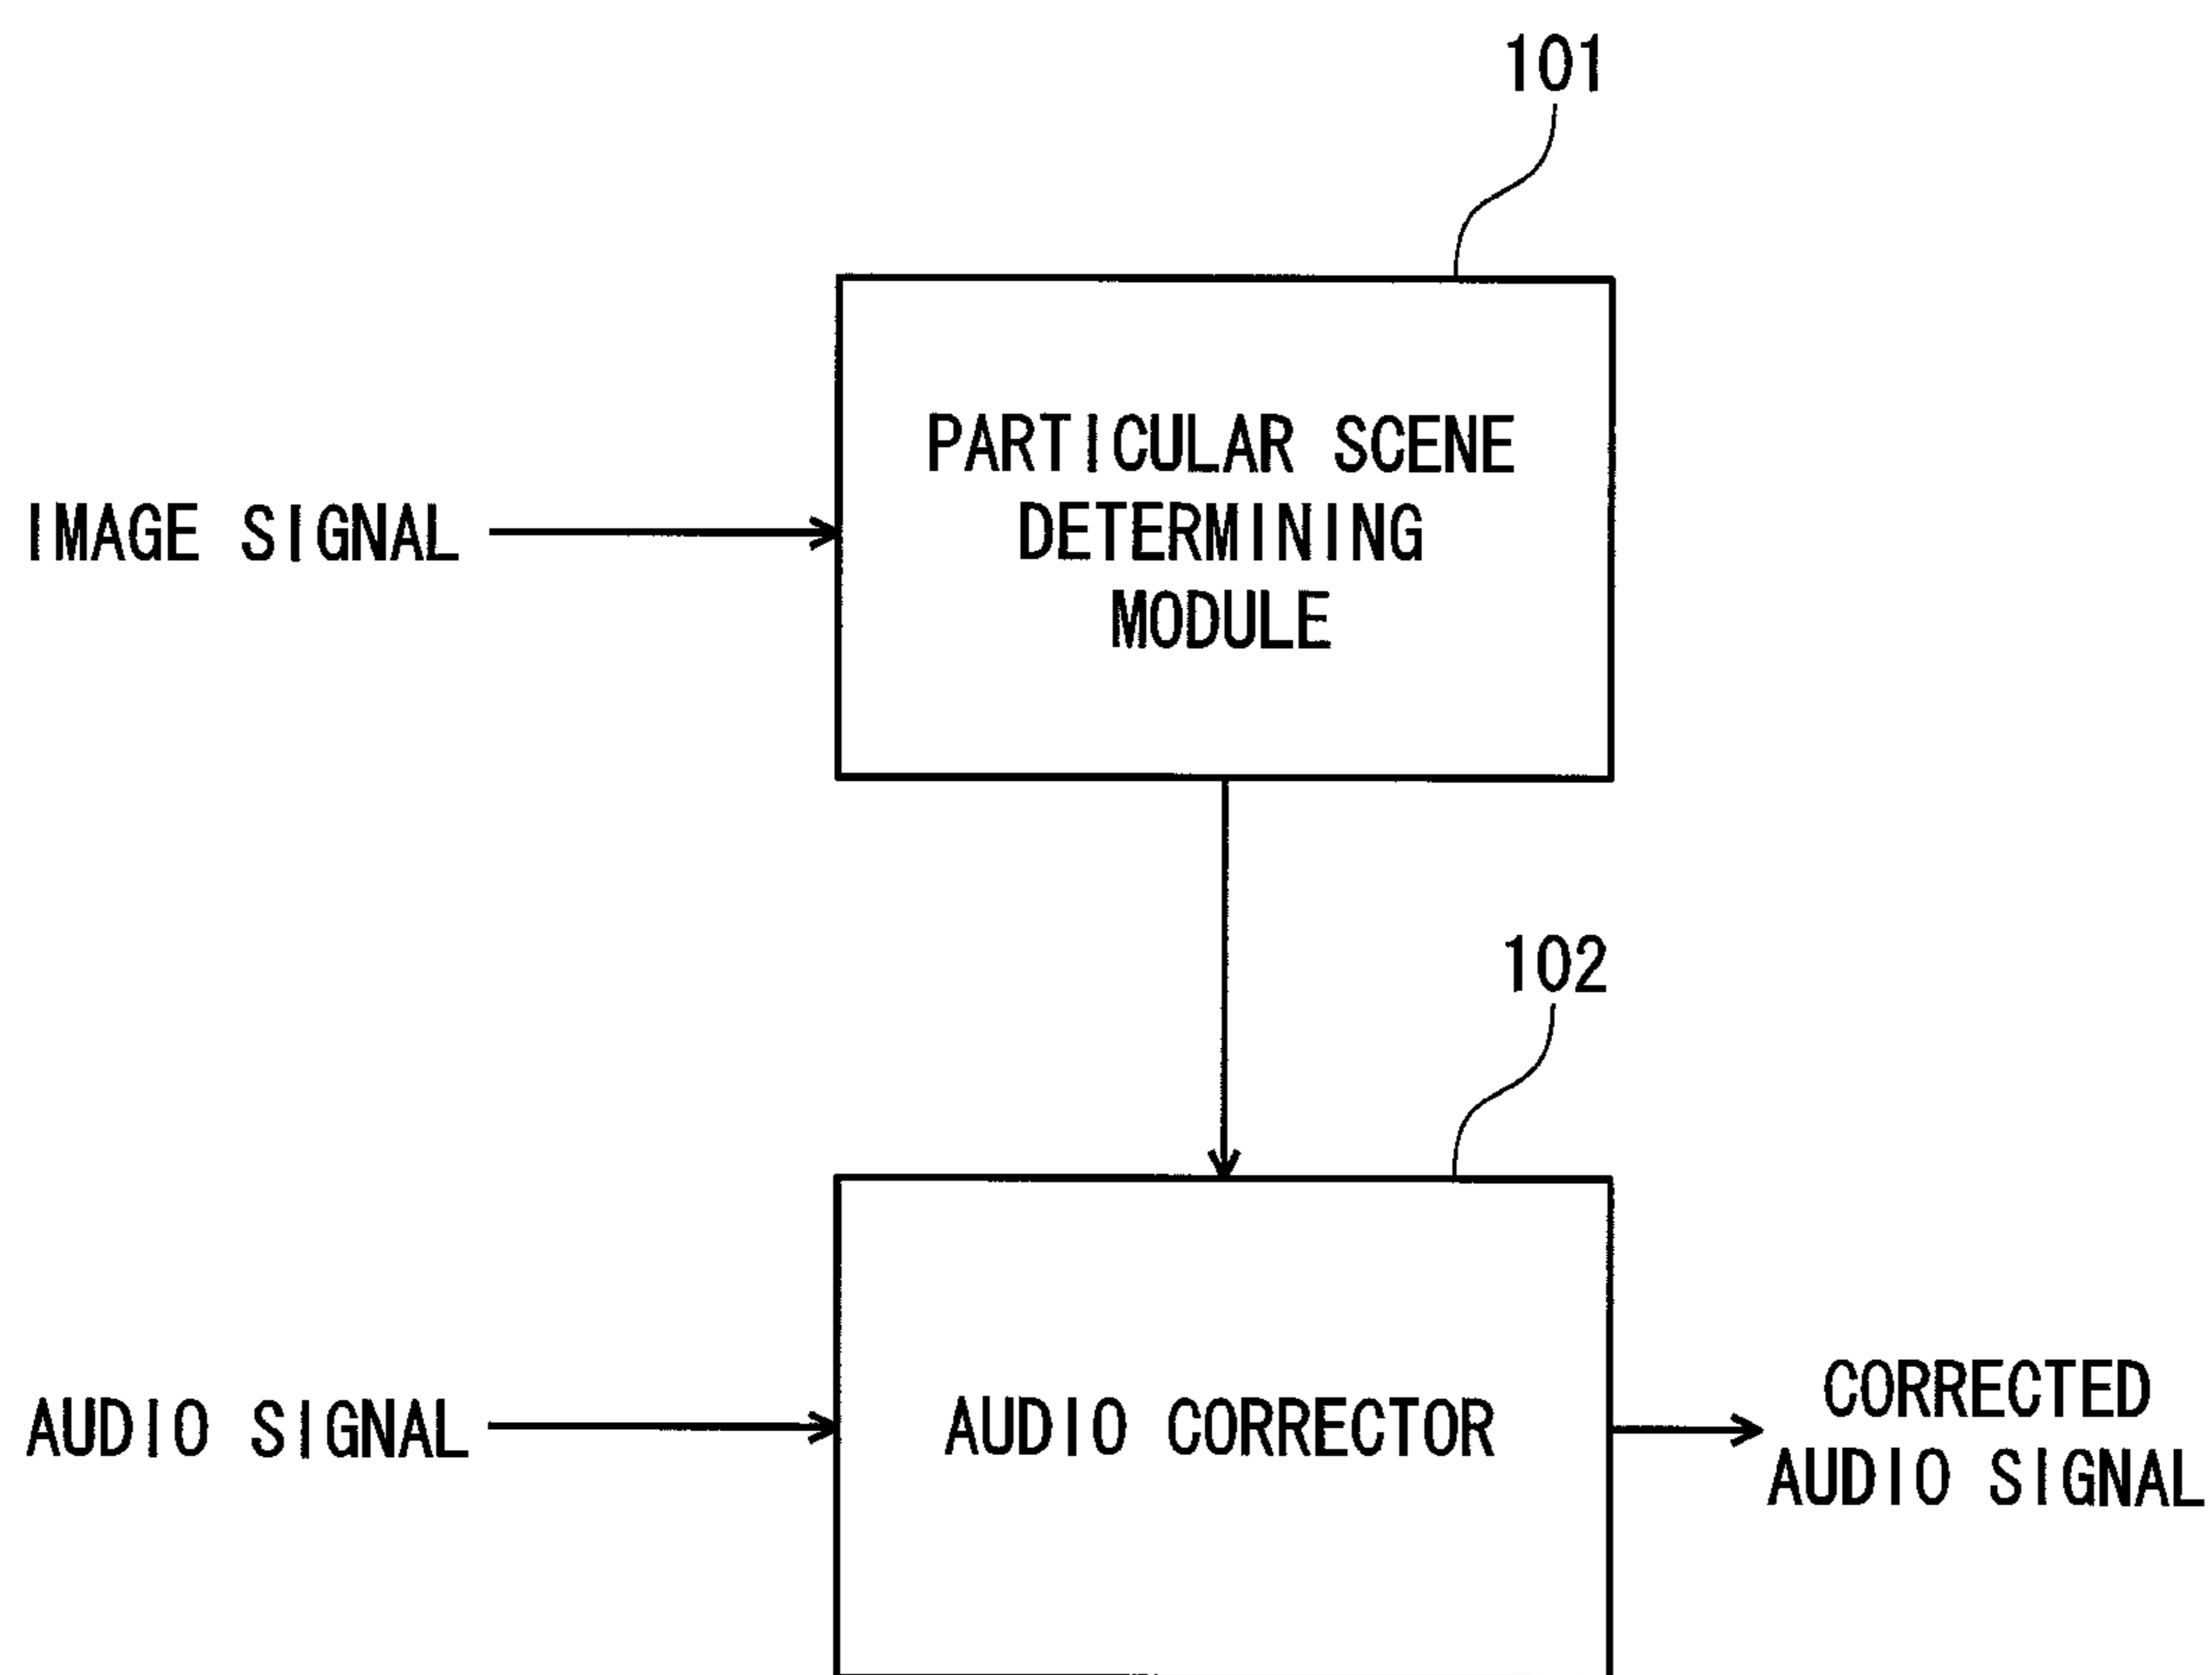 101
PARTICULAR SCENE
DETERMINING
MODULE
IMAGE SIGNAL
102
AUDIO SIGNAL
AUDIO CORRECTOR
CORRECTED
AUDIO SIGNAL